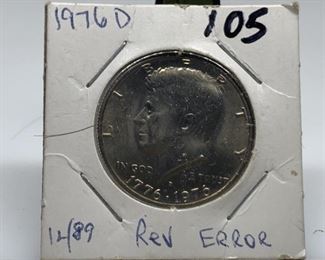 1976 D
105
LIBERTY
IN GOD WE TRUST
1776 · 1976
12/89 Rev ERROR